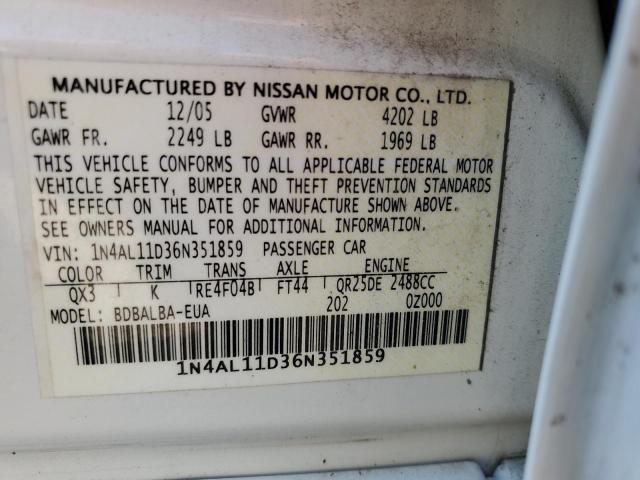 MANUFACTURED BY NISSAN MOTOR CO., LTD.
DATE 12/05 GVWR 4202 LB
GAWR FR. 2249 LB GAWR RR. 1969 LB
THIS VEHICLE CONFORMS TO ALL APPLICABLE FEDERAL MOTOR
VEHICLE SAFETY, BUMPER AND THEFT PREVENTION STANDARDS
IN EFFECT ON THE DATE OF MANUFACTURE SHOWN ABOVE.
SEE OWNERS MANUAL FOR ADDITIONAL INFORMATION.
VIN: 1N4AL11D36N351859 PASSENGER CAR
COLOR TRIM TRANS AXLE ENGINE
QX3 K RE4F04B FT44 QR25DE 2488CC
MODEL: BDBALBA-EUA 202 0Z000
1N4AL11D36N351859